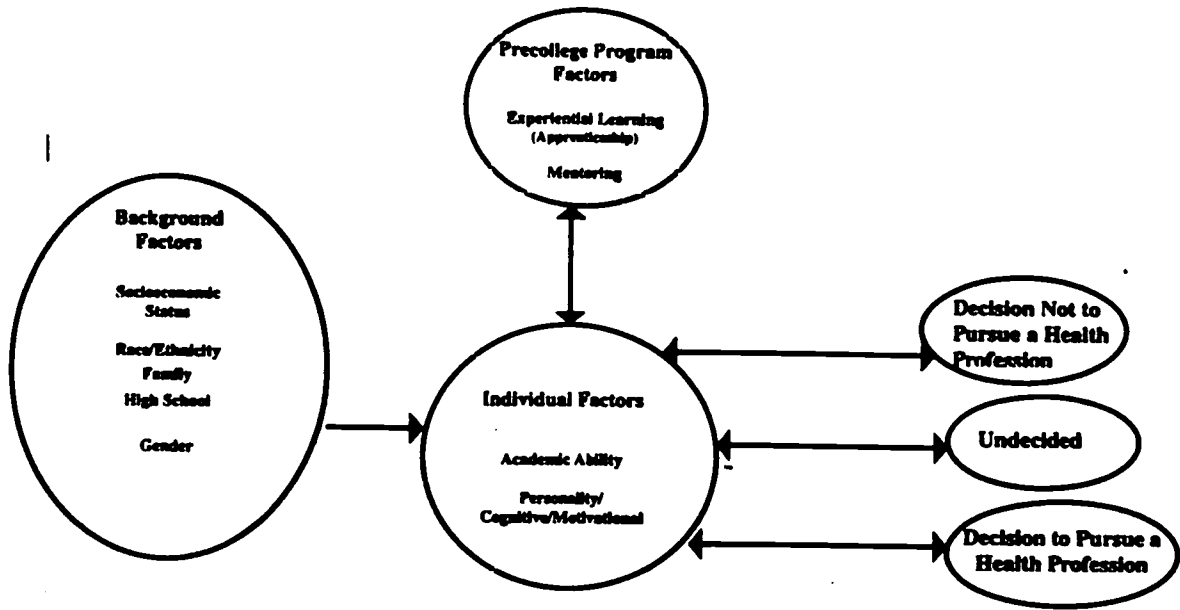 Precollege Program
Factors
Experiential Learning
(Apprenticeship)
Mentoring
Background
Factors
Socioeconomic
Status
Race/Ethnicity
Family
High School
Gender
Individual Factors
Academic Ability
Personality/
Cognitive/Motivational
Decision Not to
Pursue a Health
Profession
Undecided
Decision to Pursue a
Health Profession